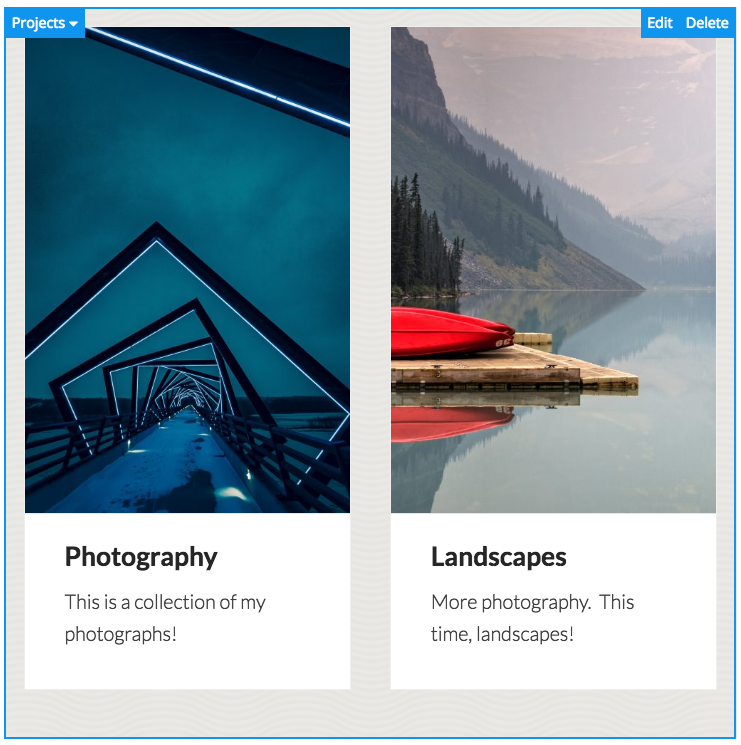 Projects
Edit Delete
Photography
This is a collection of my
photographs!
Landscapes
More photography.  This
time, landscapes!